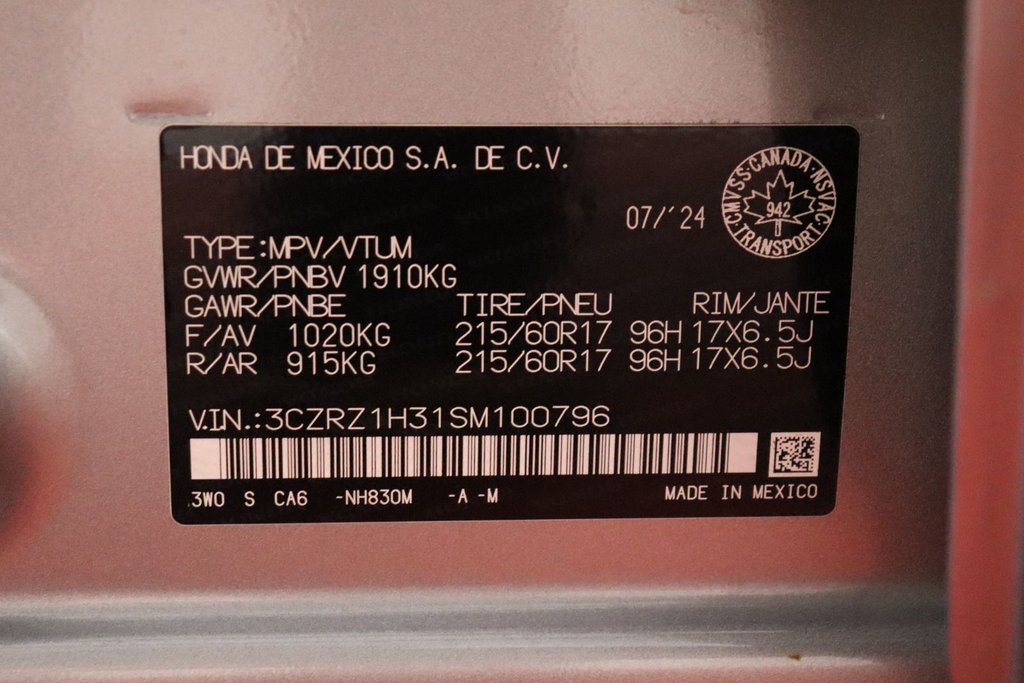 HONDA DE MEXICO S.A. DE C.V.
07/'24
CMVSS·CANADA·NSVAC·TRANSPORT
942
TYPE:MPV/VTUM
GVWR/PNBV 1910KG
GAWR/PNBE TIRE/PNEU RIM/JANTE
F/AV 1020KG 215/60R17 96H 17X6.5J
R/AR 915KG 215/60R17 96H 17X6.5J
V.I.N.:3CZRZ1H31SM100796
3W0 S CA6 -NH830M -A -M MADE IN MEXICO